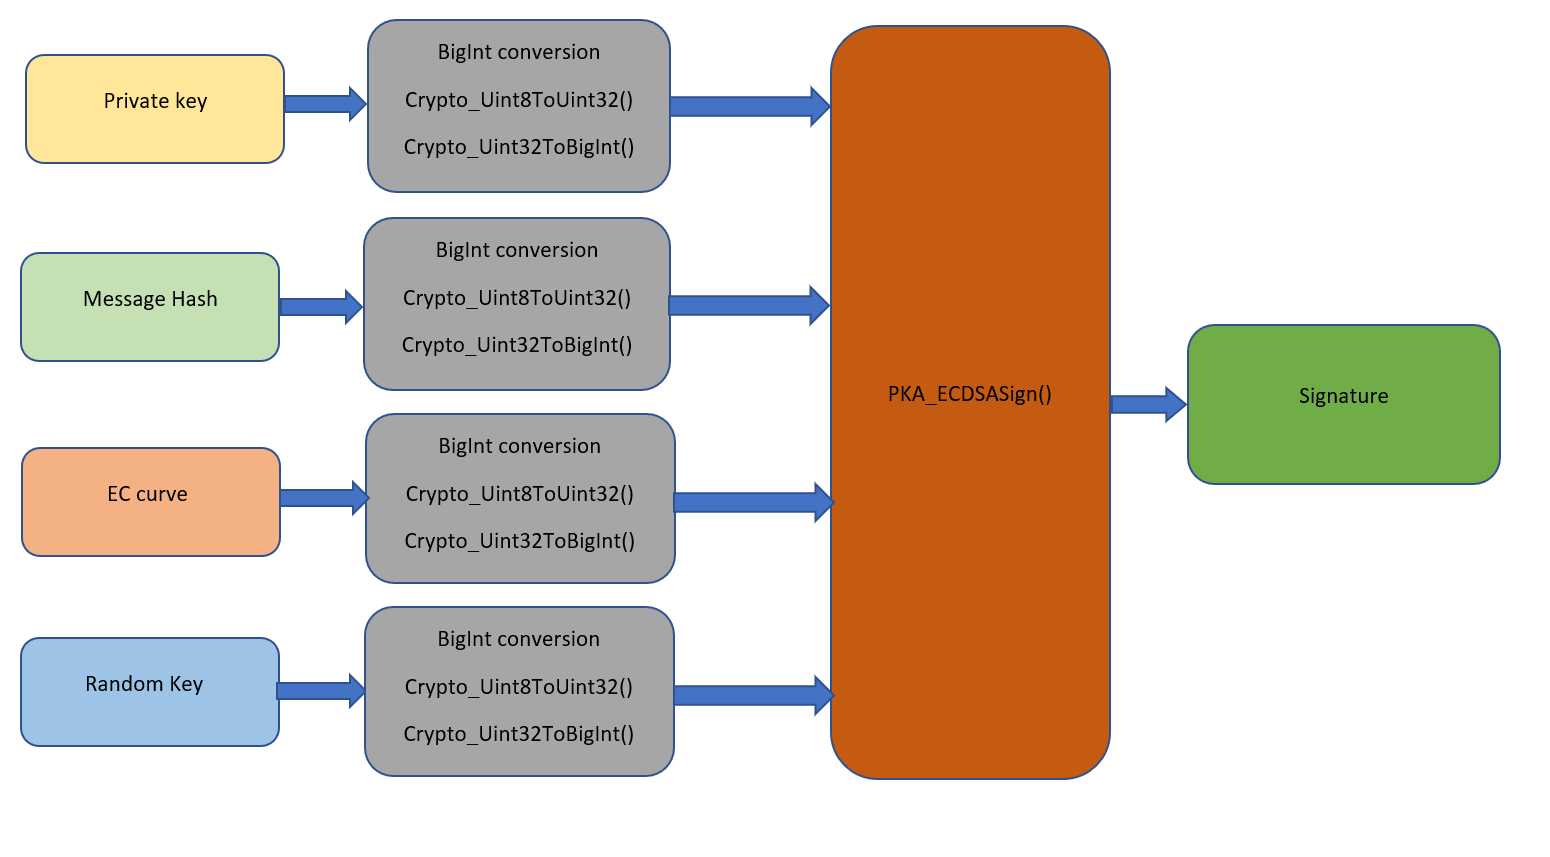 Private key
BigInt conversion
Crypto_Uint8ToUint32()
Crypto_Uint32ToBigInt()
Message Hash
BigInt conversion
Crypto_Uint8ToUint32()
Crypto_Uint32ToBigInt()
EC curve
BigInt conversion
Crypto_Uint8ToUint32()
Crypto_Uint32ToBigInt()
Random Key
BigInt conversion
Crypto_Uint8ToUint32()
Crypto_Uint32ToBigInt()
PKA_ECDSASign()
Signature